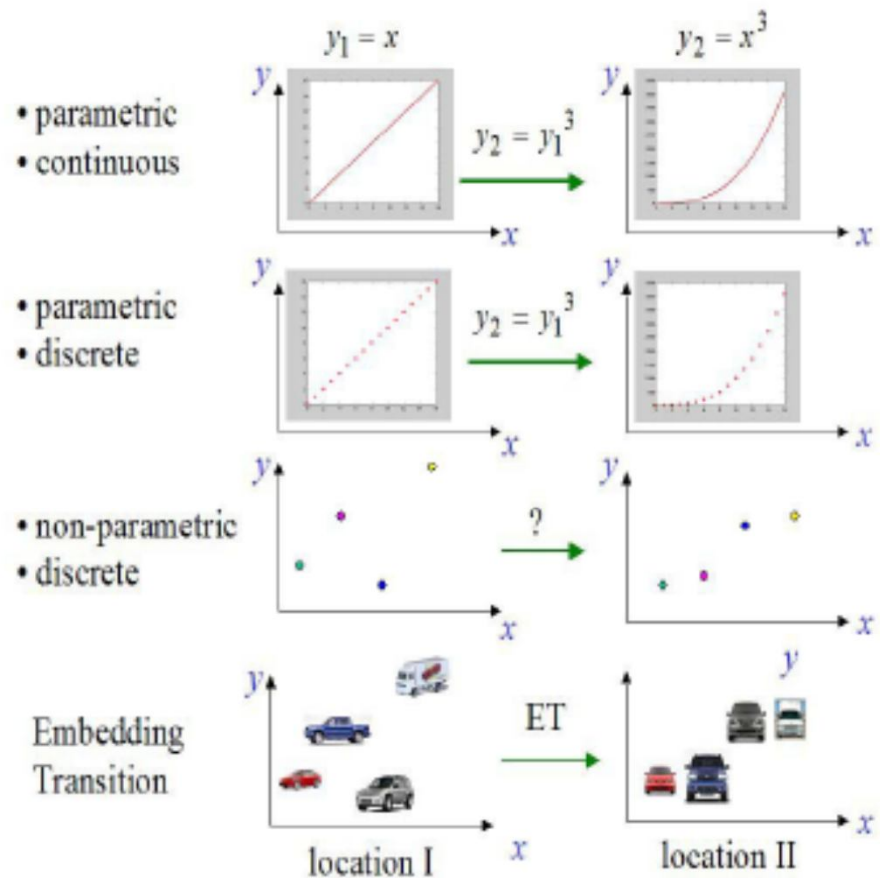 y₁ = x
y₂ = x³
• parametric
• continuous
y
y₂ = y₁³
y
x
x
• parametric
• discrete
y
y₂ = y₁³
y
x
x
• non-parametric
• discrete
y
?
y
x
x
Embedding
Transition
y
ET
y
x
x
location I
location II